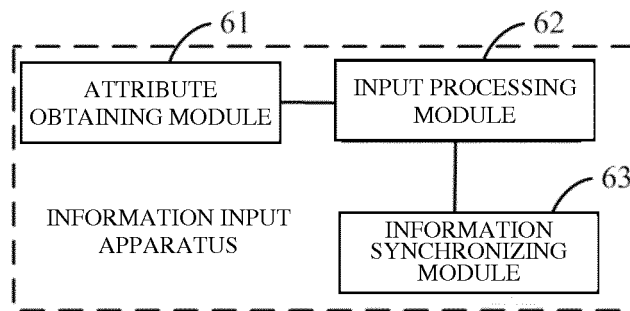 61
62
ATTRIBUTE
OBTAINING MODULE
INPUT PROCESSING
MODULE
63
INFORMATION INPUT
APPARATUS
INFORMATION
SYNCHRONIZING
MODULE